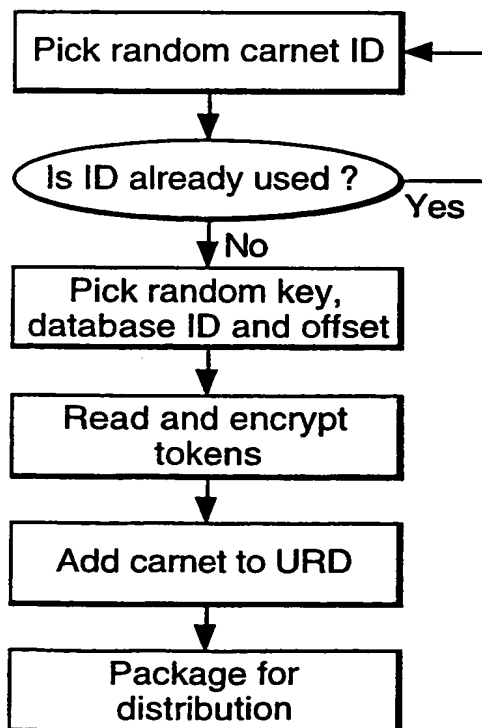 Pick random carnet ID
Is ID already used ?
Yes
No
Pick random key,
database ID and offset
Read and encrypt
tokens
Add carnet to URD
Package for
distribution